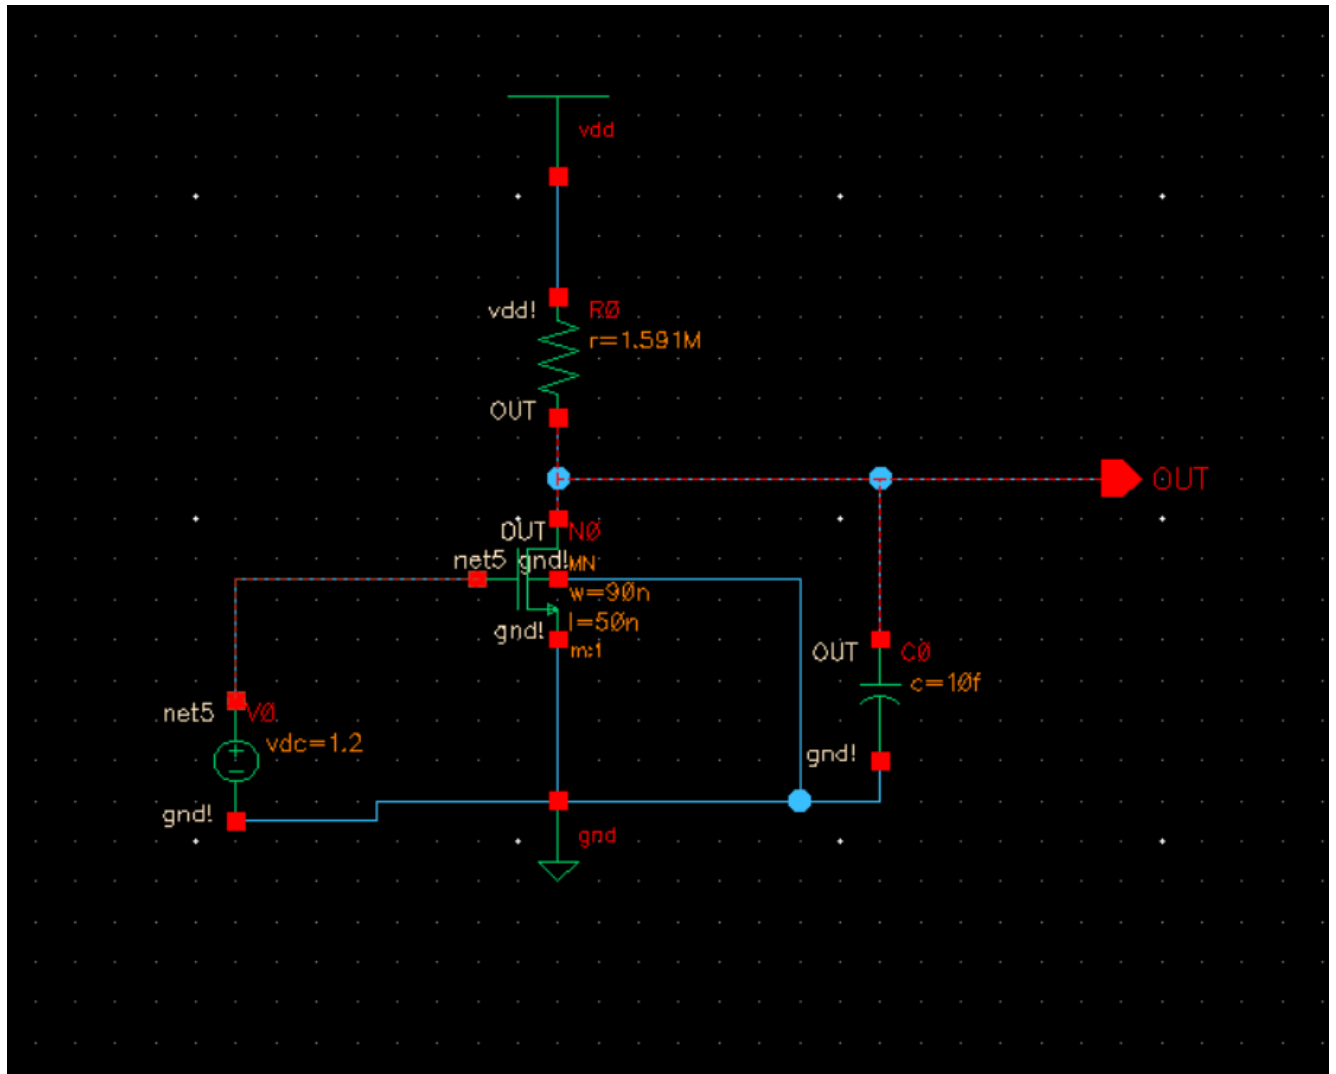 vdd
vdd!
R0
r=1.591M
OUT
OUT
OUT
N0
net5
gnd!
MN
w=90n
l=50n
gnd!
m:1
OUT
C0
c=10f
net5
V0
vdc=1.2
gnd!
gnd!
gnd